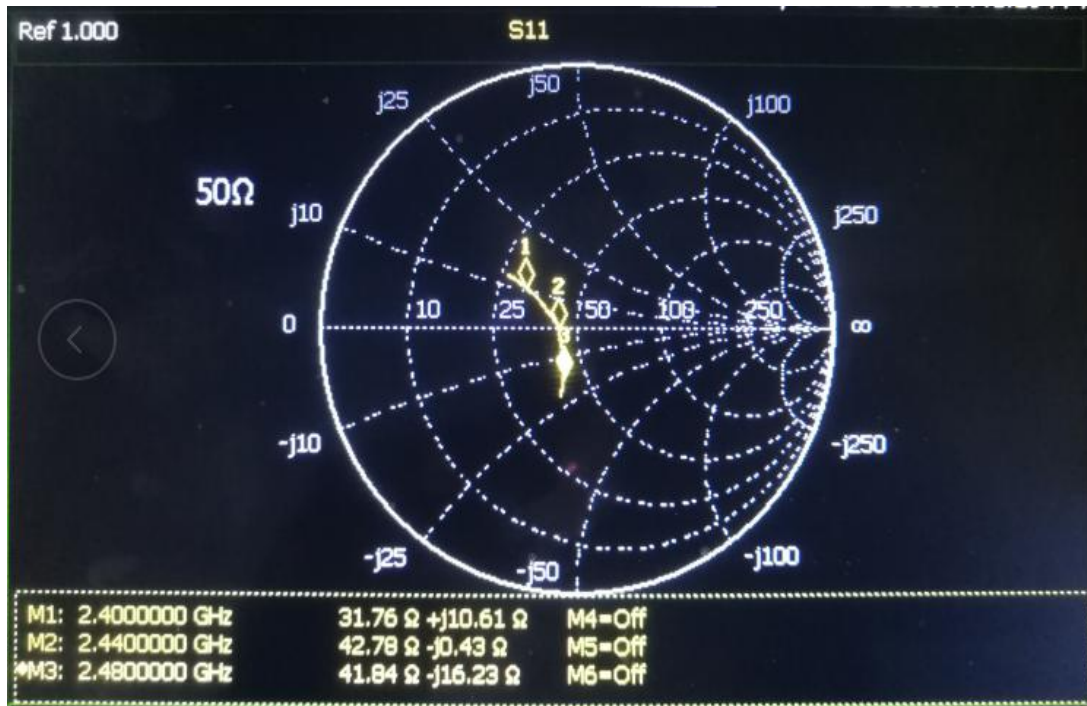 Ref 1.000
S11
j50
j25
j100
50Ω
j10
j250
1
2
0
10
25
50
100
250
∞
3
-j10
-j250
-j25
-j50
-j100
M1: 2.4000000 GHz 31.76 Ω +j10.61 Ω M4=Off
M2: 2.4400000 GHz 42.78 Ω -j0.43 Ω M5=Off
M3: 2.4800000 GHz 41.84 Ω -j16.23 Ω M6=Off